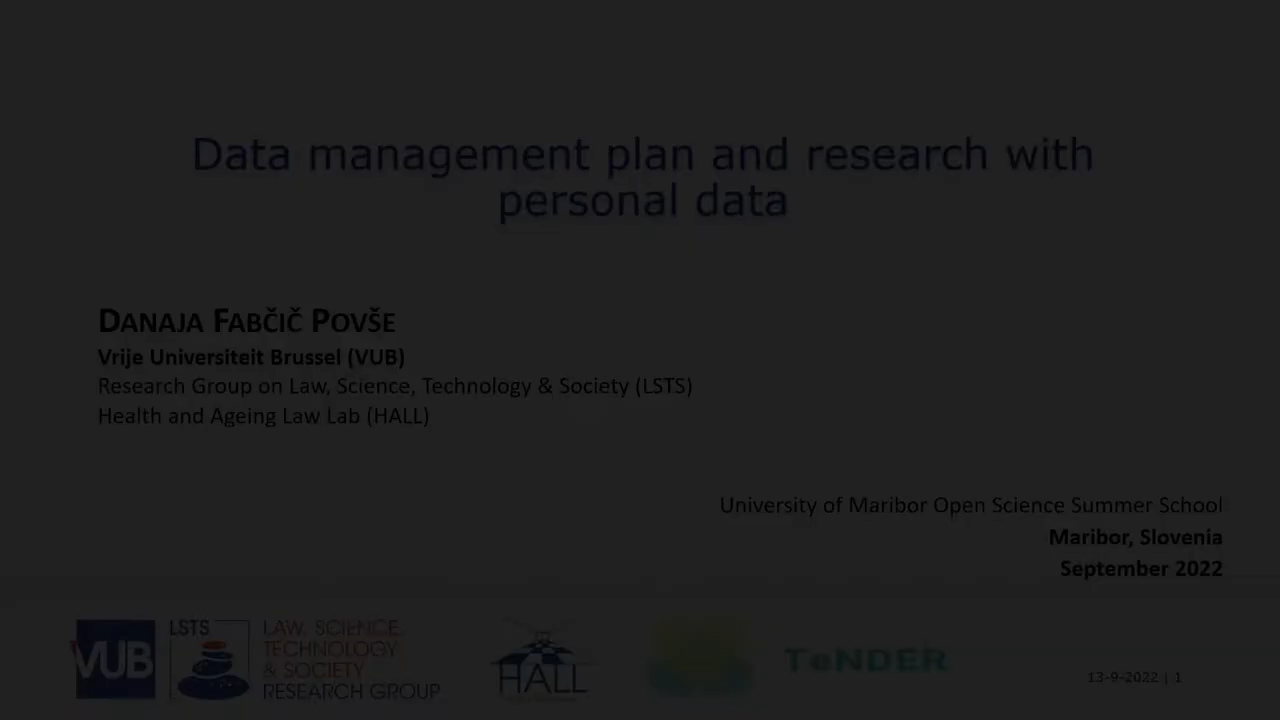 Data management plan and research with
personal data
DANAJA FABČIČ POVŠE
Vrije Universiteit Brussel (VUB)
Research Group on Law, Science, Technology & Society (LSTS)
Health and Ageing Law Lab (HALL)
University of Maribor Open Science Summer School
Maribor, Slovenia
September 2022
VUB
LSTS
LAW, SCIENCE
TECHNOLOGY
& SOCIETY
RESEARCH GROUP
HALL
TeNDER
13-9-2022 | 1